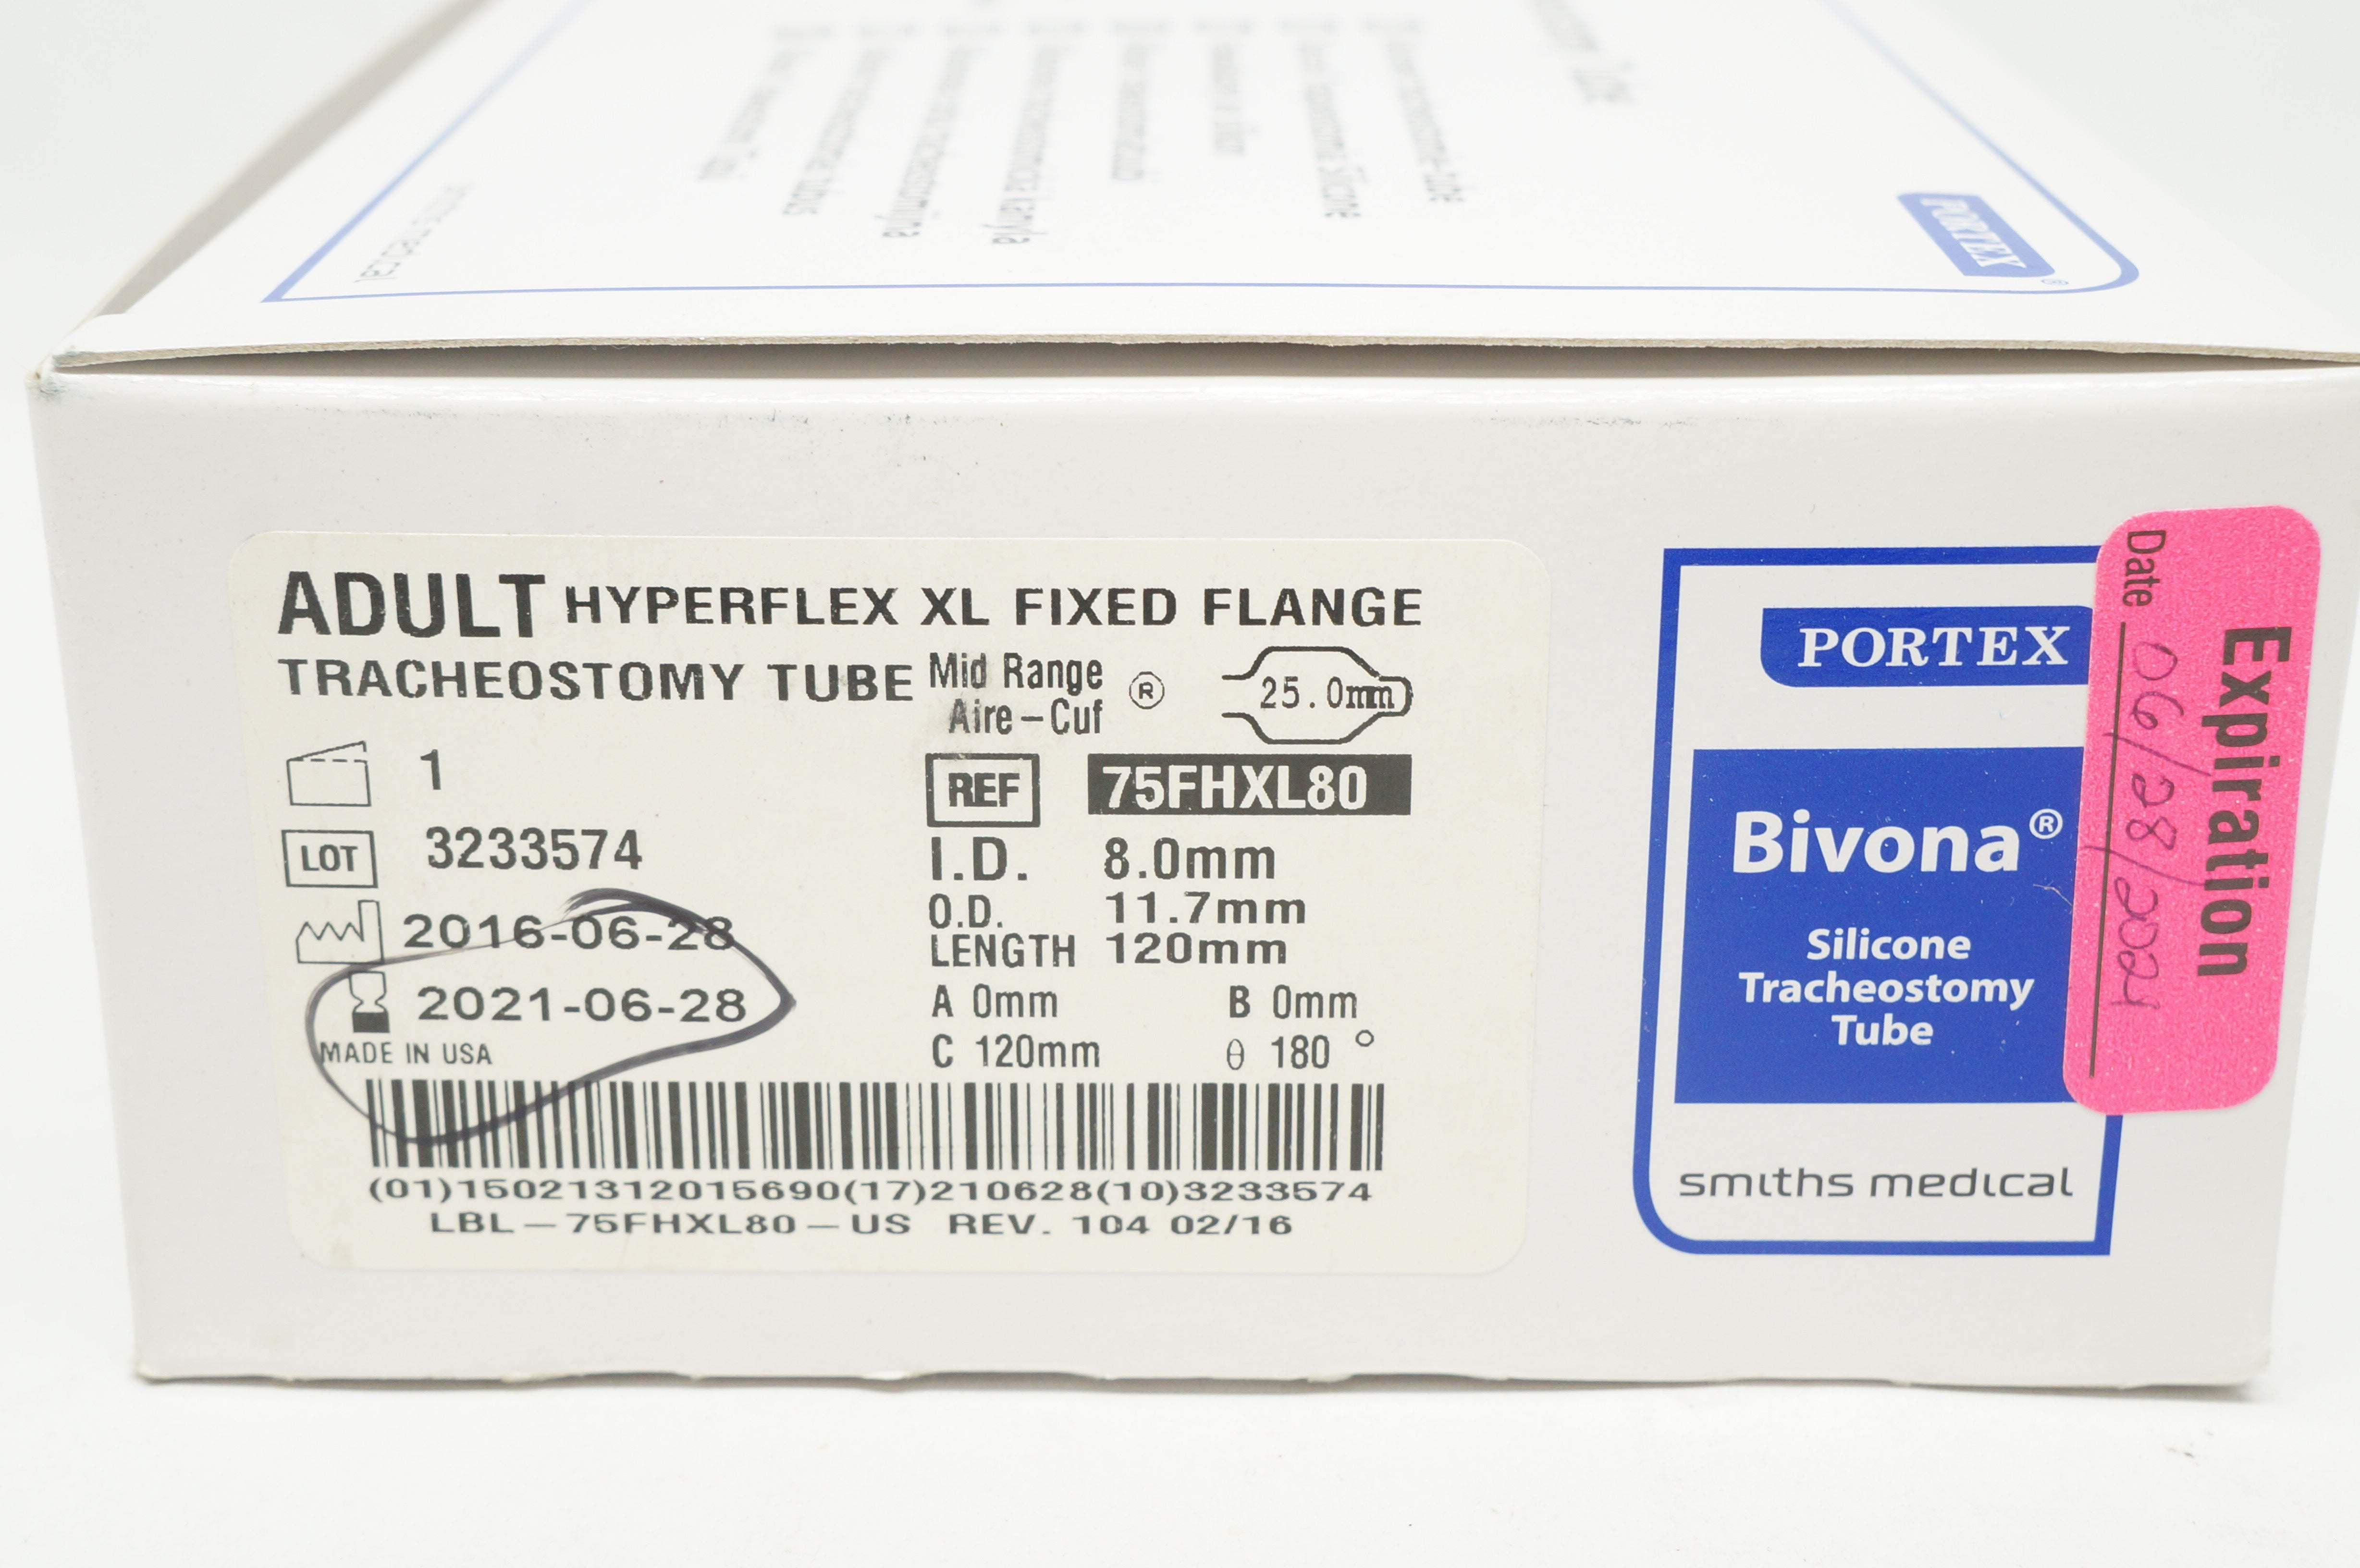 PORTEX
ADULT HYPERFLEX XL FIXED FLANGE
TRACHEOSTOMY TUBE Mid Range Aire-Cuf ® 25.0mm
1
REF 75FHXL80
LOT 3233574
I.D. 8.0mm
2016-06-28
O.D. 11.7mm
LENGTH 120mm
2021-06-28
A 0mm B 0mm
MADE IN USA
C 120mm θ 180 °
(01)15021312015690(17)210628(10)3233574
LBL-75FHXL80-US REV. 104 02/16
PORTEX
Bivona®
Silicone
Tracheostomy
Tube
smiths medical
Expiration
Date 06/28/2024